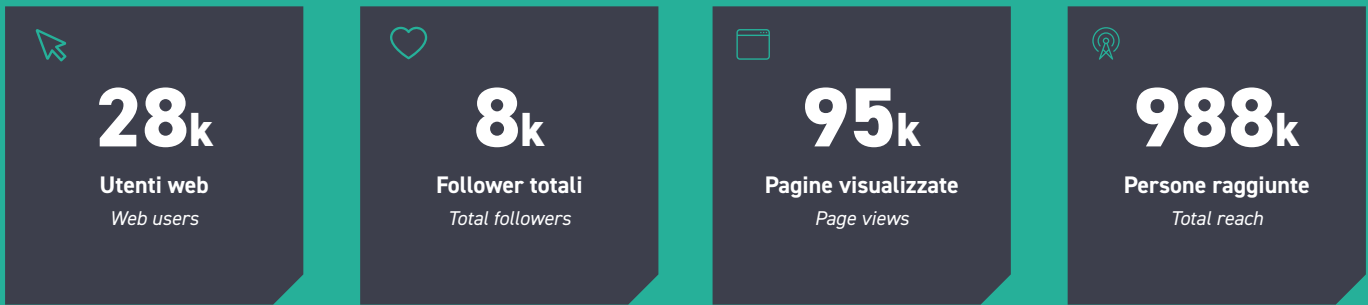 28k
Utenti web
Web users
8k
Follower totali
Total followers
95k
Pagine visualizzate
Page views
988k
Persone raggiunte
Total reach